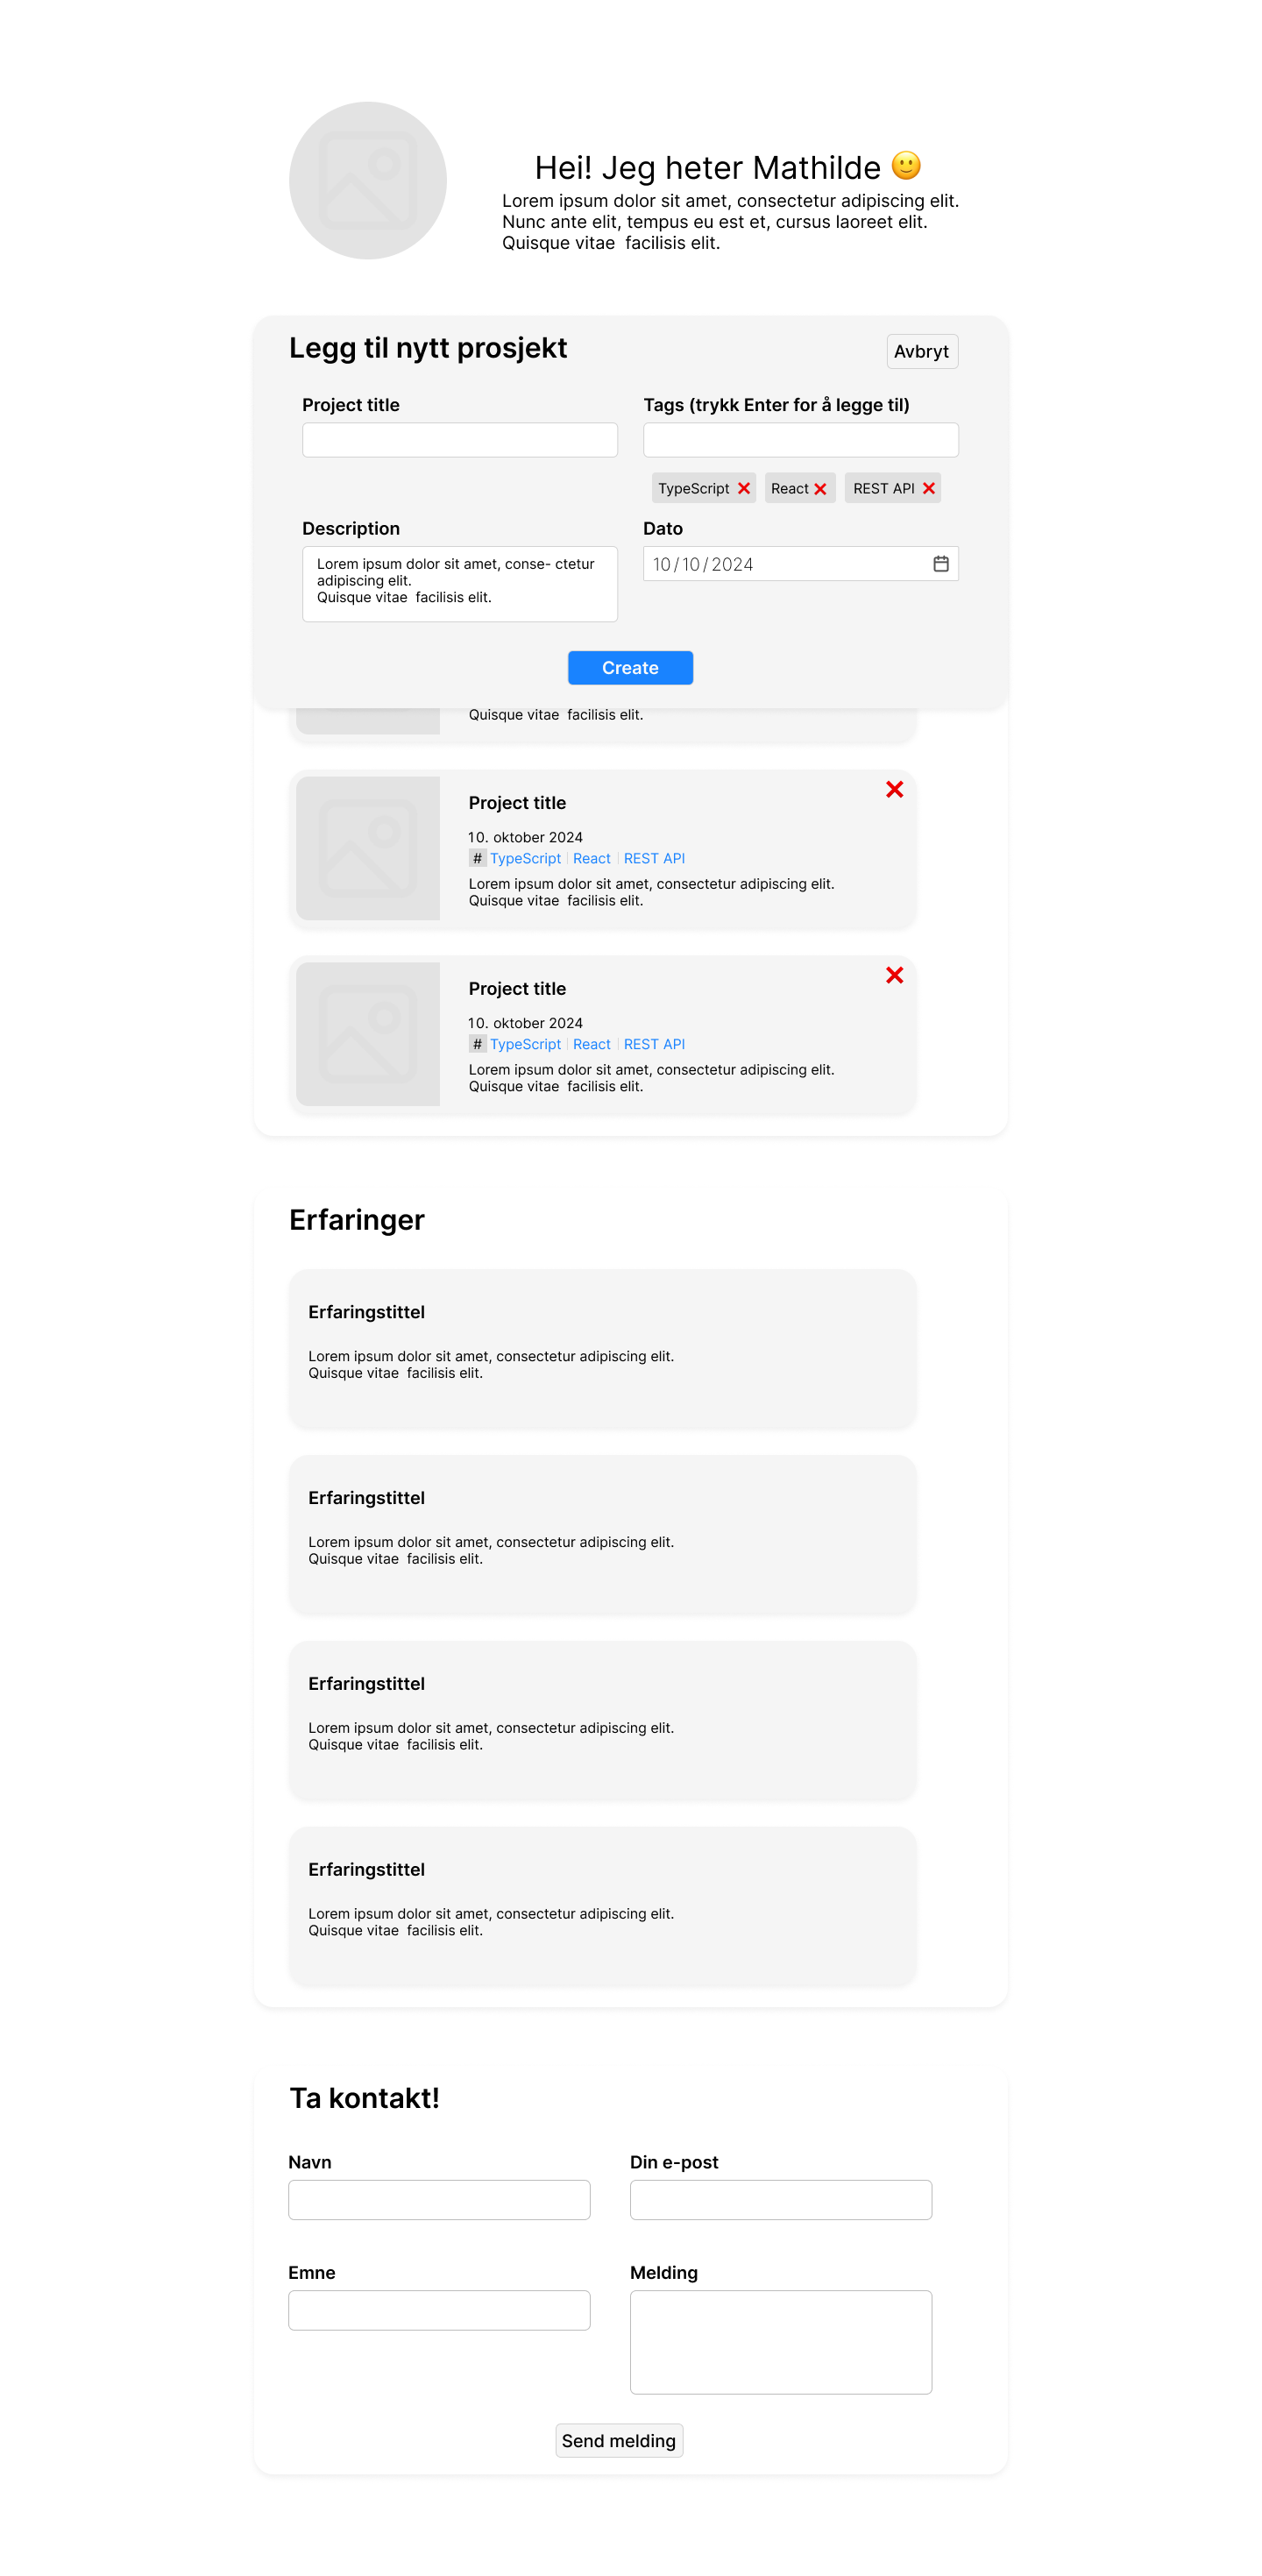 Hei! Jeg heter Mathilde 🙂
Lorem ipsum dolor sit amet, consectetur adipiscing elit.
Nunc ante elit, tempus eu est et, cursus laoreet elit.
Quisque vitae  facilisis elit.
Legg til nytt prosjekt
Avbryt
Project title
Tags (trykk Enter for å legge til)
TypeScript ❌ React ❌ REST API ❌
Description
Dato
Lorem ipsum dolor sit amet, conse- ctetur
adipiscing elit.
Quisque vitae  facilisis elit.
10/10/2024
Create
Quisque vitae  facilisis elit.
Project title
10. oktober 2024
# TypeScript | React | REST API
Lorem ipsum dolor sit amet, consectetur adipiscing elit.
Quisque vitae  facilisis elit.
Project title
10. oktober 2024
# TypeScript | React | REST API
Lorem ipsum dolor sit amet, consectetur adipiscing elit.
Quisque vitae  facilisis elit.
Erfaringer
Erfaringstittel
Lorem ipsum dolor sit amet, consectetur adipiscing elit.
Quisque vitae  facilisis elit.
Erfaringstittel
Lorem ipsum dolor sit amet, consectetur adipiscing elit.
Quisque vitae  facilisis elit.
Erfaringstittel
Lorem ipsum dolor sit amet, consectetur adipiscing elit.
Quisque vitae  facilisis elit.
Erfaringstittel
Lorem ipsum dolor sit amet, consectetur adipiscing elit.
Quisque vitae  facilisis elit.
Ta kontakt!
Navn
Din e-post
Emne
Melding
Send melding